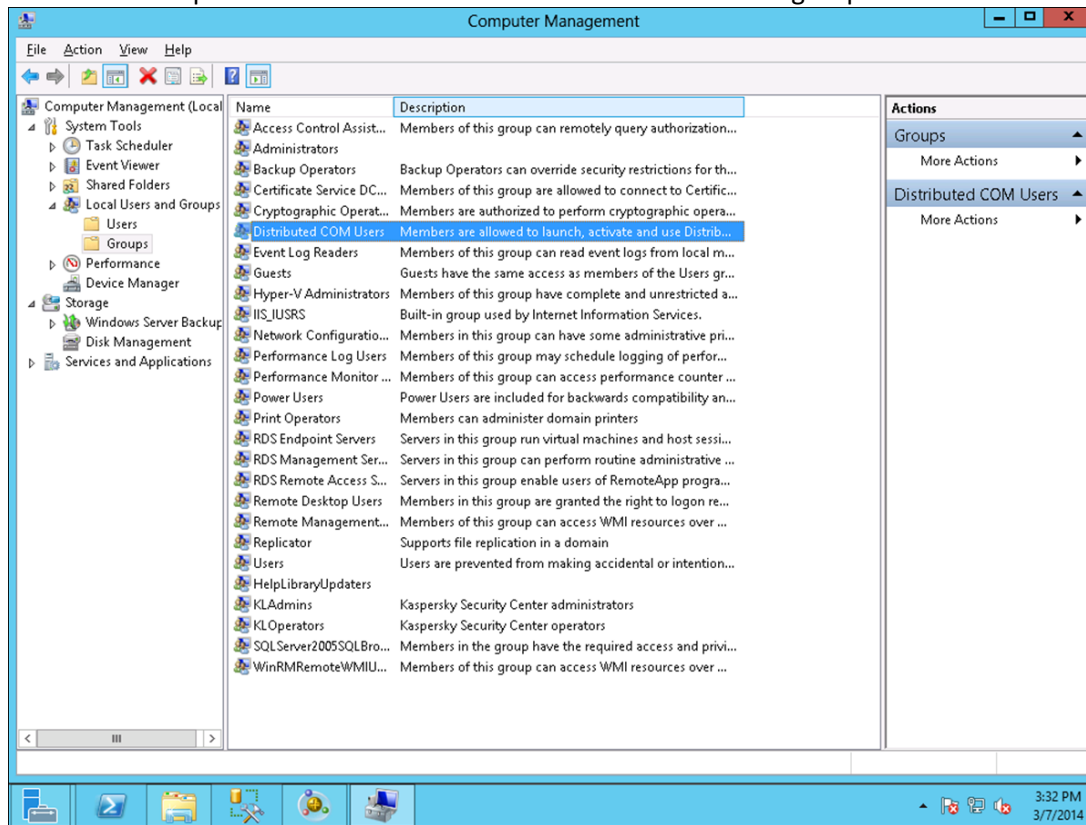 Computer Management
File Action View Help
Computer Management (Local
System Tools
Task Scheduler
Event Viewer
Shared Folders
Local Users and Groups
Users
Groups
Performance
Device Manager
Storage
Windows Server Backup
Disk Management
Services and Applications
Name Description
Access Control Assist... Members of this group can remotely query authorization...
Administrators
Backup Operators Backup Operators can override security restrictions for th...
Certificate Service DC... Members of this group are allowed to connect to Certific...
Cryptographic Operat... Members are authorized to perform cryptographic opera...
Distributed COM Users Members are allowed to launch, activate and use Distrib...
Event Log Readers Members of this group can read event logs from local m...
Guests Guests have the same access as members of the Users gr...
Hyper-V Administrators Members of this group have complete and unrestricted a...
IIS_IUSRS Built-in group used by Internet Information Services.
Network Configuratio... Members in this group can have some administrative pri...
Performance Log Users Members of this group may schedule logging of perfor...
Performance Monitor ... Members of this group can access performance counter ...
Power Users Power Users are included for backwards compatibility an...
Print Operators Members can administer domain printers
RDS Endpoint Servers Servers in this group run virtual machines and host sessi...
RDS Management Ser... Servers in this group can perform routine administrative ...
RDS Remote Access S... Servers in this group enable users of RemoteApp progra...
Remote Desktop Users Members in this group are granted the right to logon re...
Remote Management... Members of this group can access WMI resources over ...
Replicator Supports file replication in a domain
Users Users are prevented from making accidental or intention...
HelpLibraryUpdaters
KLAdmins Kaspersky Security Center administrators
KLOperators Kaspersky Security Center operators
SQLServer2005SQLBro... Members in the group have the required access and privi...
WinRMRemoteWMIU... Members of this group can access WMI resources over ...
Actions
Groups
More Actions
Distributed COM Users
More Actions
3:32 PM
3/7/2014